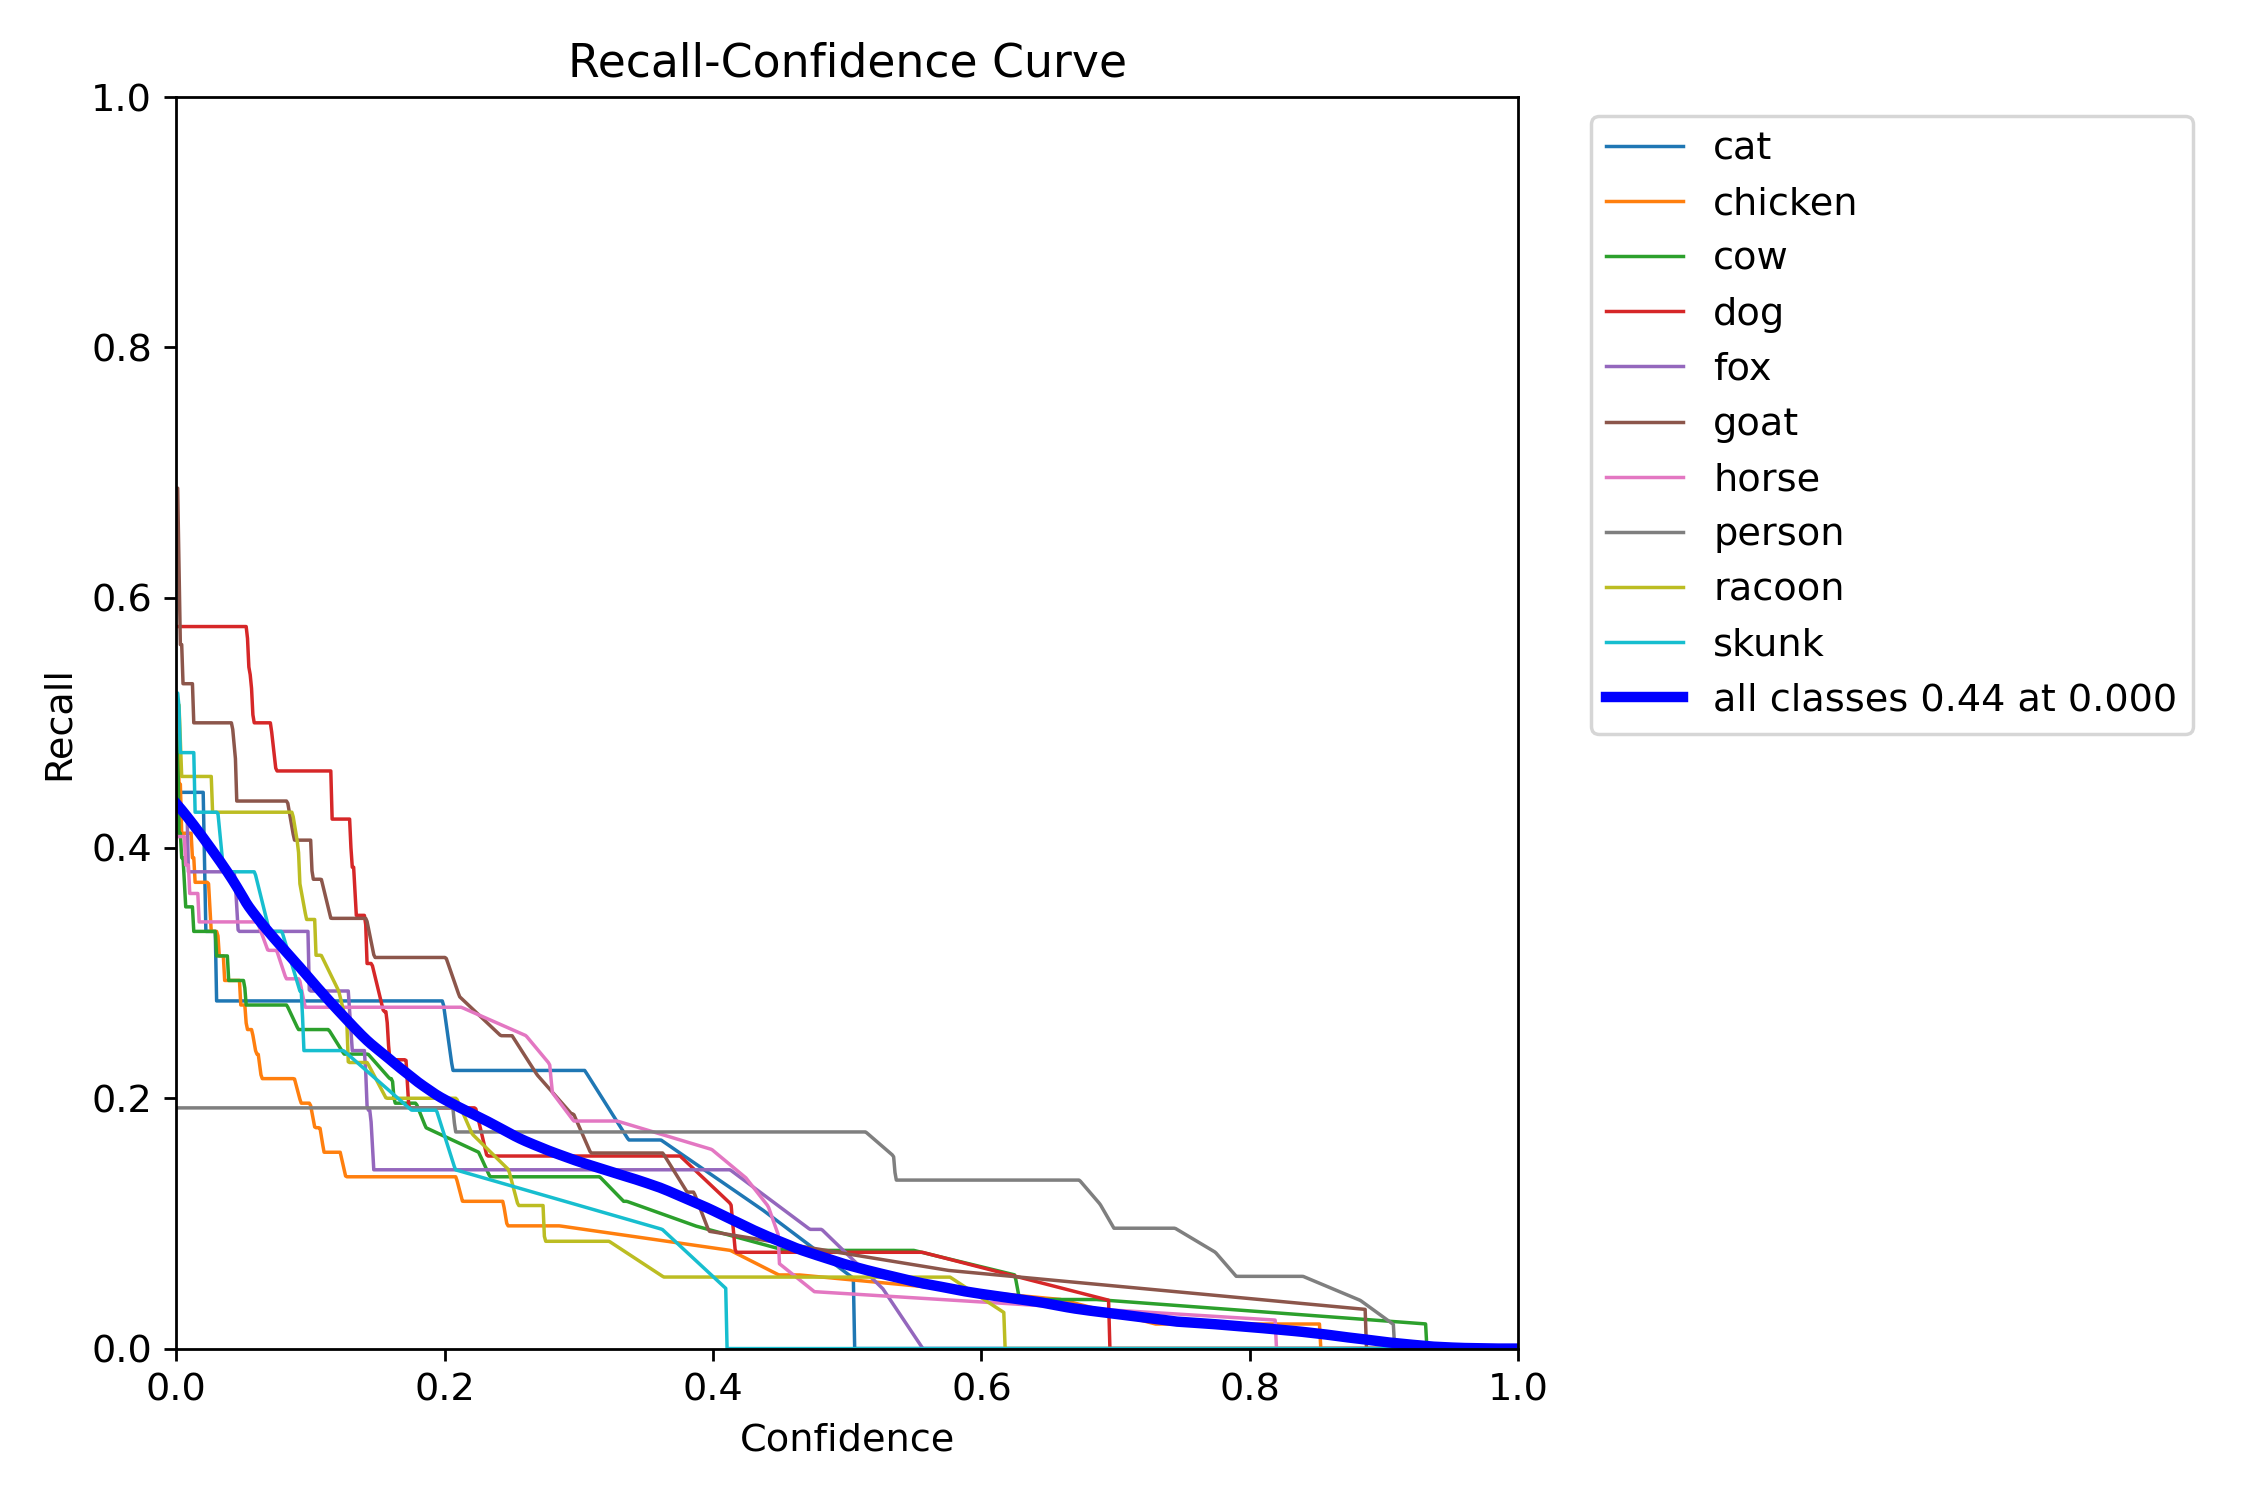 Recall-Confidence Curve
1.0
0.8
0.6
0.4
0.2
0.0
Recall
0.0 0.2 0.4 0.6 0.8 1.0
Confidence
cat
chicken
cow
dog
fox
goat
horse
person
racoon
skunk
all classes 0.44 at 0.000